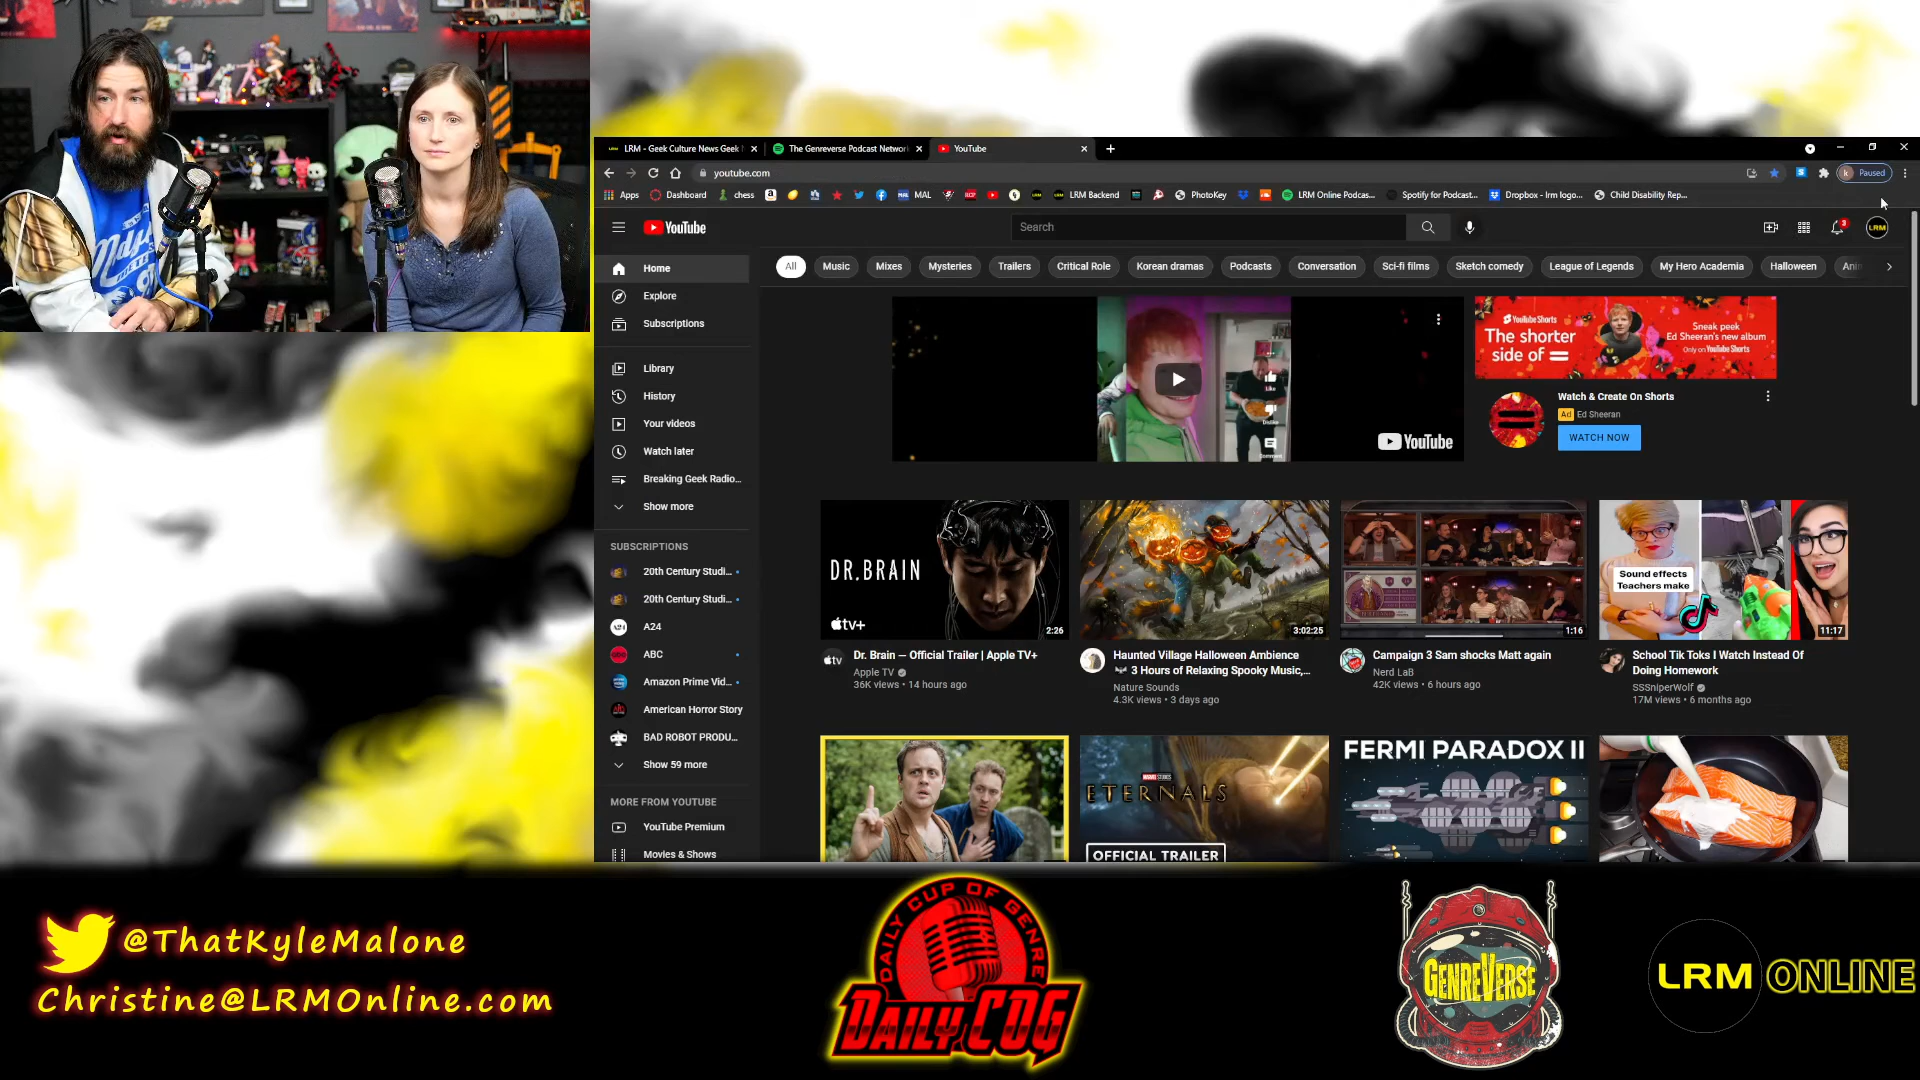 LRM - Geek Culture News Geek
The Genreverse Podcast Network
YouTube
youtube.com
Paused
Apps
Dashboard
chess
MAL
LRM Backend
PhotoKey
LRM Online Podcas...
Spotify for Podcast...
Dropbox - lrm logo...
Child Disability Rep...
YouTube
Search
3
LRM
Home
Explore
Subscriptions
Library
History
Your videos
Watch later
Breaking Geek Radio...
Show more
SUBSCRIPTIONS
20th Century Studi...
20th Century Studi...
A24
ABC
Amazon Prime Vid...
American Horror Story
BAD ROBOT PRODU...
Show 59 more
MORE FROM YOUTUBE
YouTube Premium
Movies & Shows
All
Music
Mixes
Mysteries
Trailers
Critical Role
Korean dramas
Podcasts
Conversation
Sci-fi films
Sketch comedy
League of Legends
My Hero Academia
Halloween
Like
Dislike
Comment
YouTube
YouTube Shorts
The shorter
side of =
Sneak peek
Ed Sheeran's new album
Only on YouTube Shorts
Watch & Create On Shorts
Ad Ed Sheeran
WATCH NOW
DR. BRAIN
tv+
2:26
Dr. Brain — Official Trailer | Apple TV+
Apple TV
36K views • 14 hours ago
3:02:25
Haunted Village Halloween Ambience
3 Hours of Relaxing Spooky Music,...
Nature Sounds
4.3K views • 3 days ago
1:16
Campaign 3 Sam shocks Matt again
Nerd LaB
42K views • 6 hours ago
Sound effects
Teachers make
11:17
School Tik Toks I Watch Instead Of
Doing Homework
SSSniperWolf
17M views • 6 months ago
MARVEL STUDIOS
ETERNALS
OFFICIAL TRAILER
FERMI PARADOX II
@ThatKyleMalone
Christine@LRMOnline.com
DAILY CUP OF GENRE
DAILY COG
GENREVERSE
LRM ONLINE